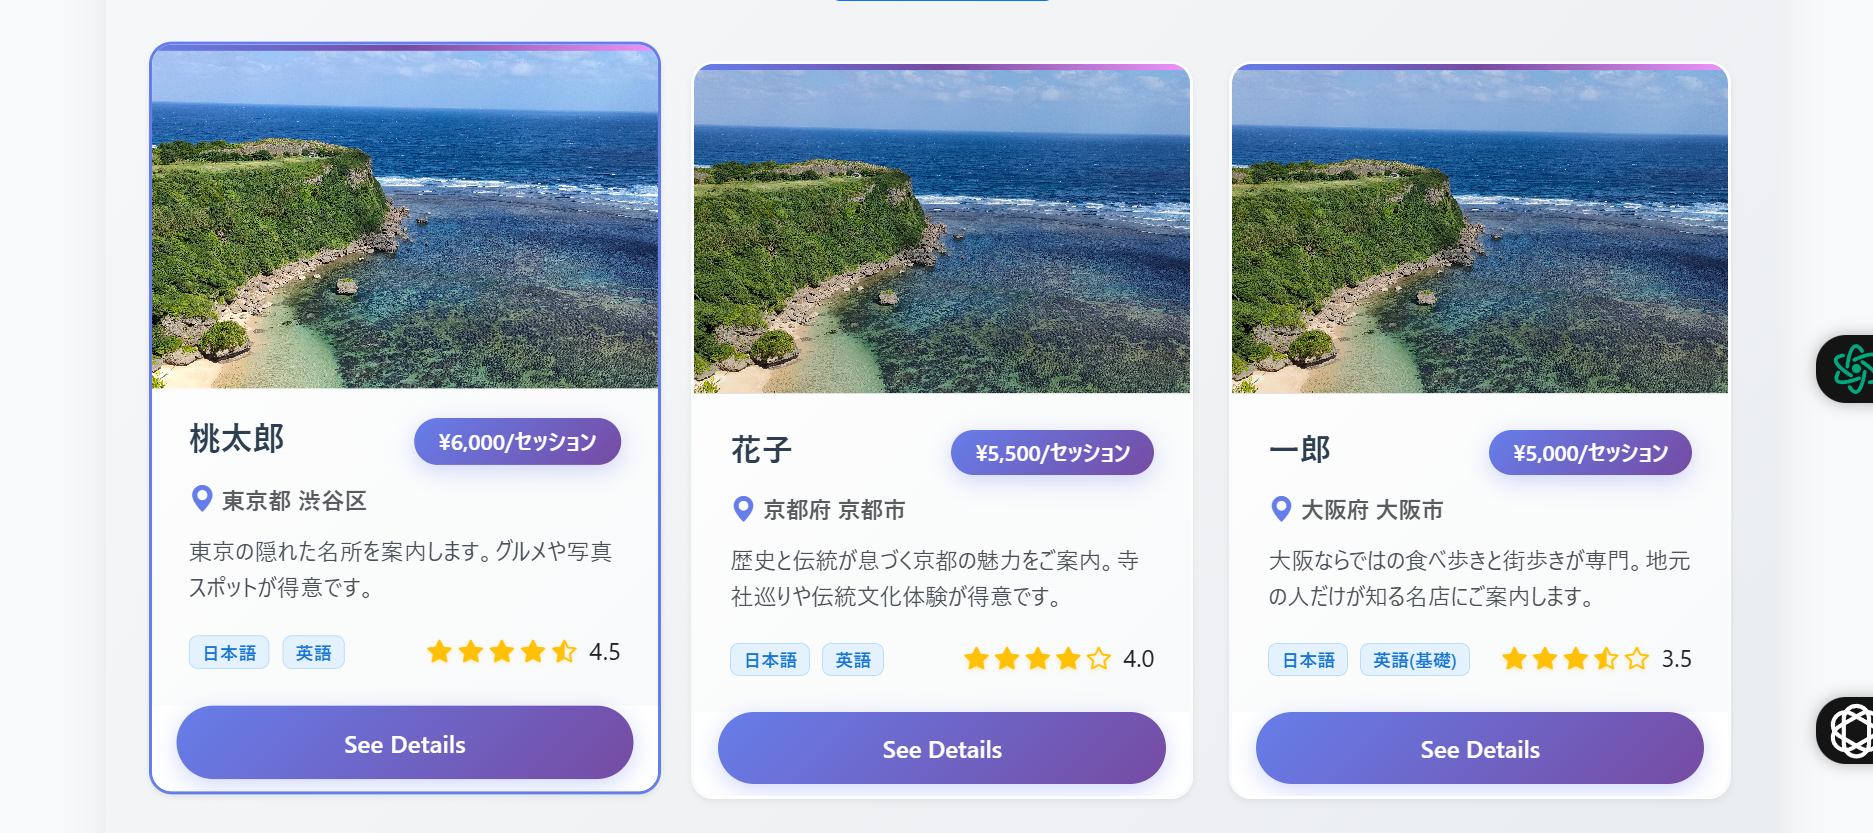 桃太郎
¥6,000/セッション
東京都 渋谷区
東京の隠れた名所を案内します。グルメや写真
スポットが得意です。
日本語 英語 4.5
See Details
花子
¥5,500/セッション
京都府 京都市
歴史と伝統が息づく京都の魅力をご案内。寺
社巡りや伝統文化体験が得意です。
日本語 英語 4.0
See Details
一郎
¥5,000/セッション
大阪府 大阪市
大阪ならではの食べ歩きと街歩きが専門。地元
の人だけが知る名店にご案内します。
日本語 英語(基礎) 3.5
See Details